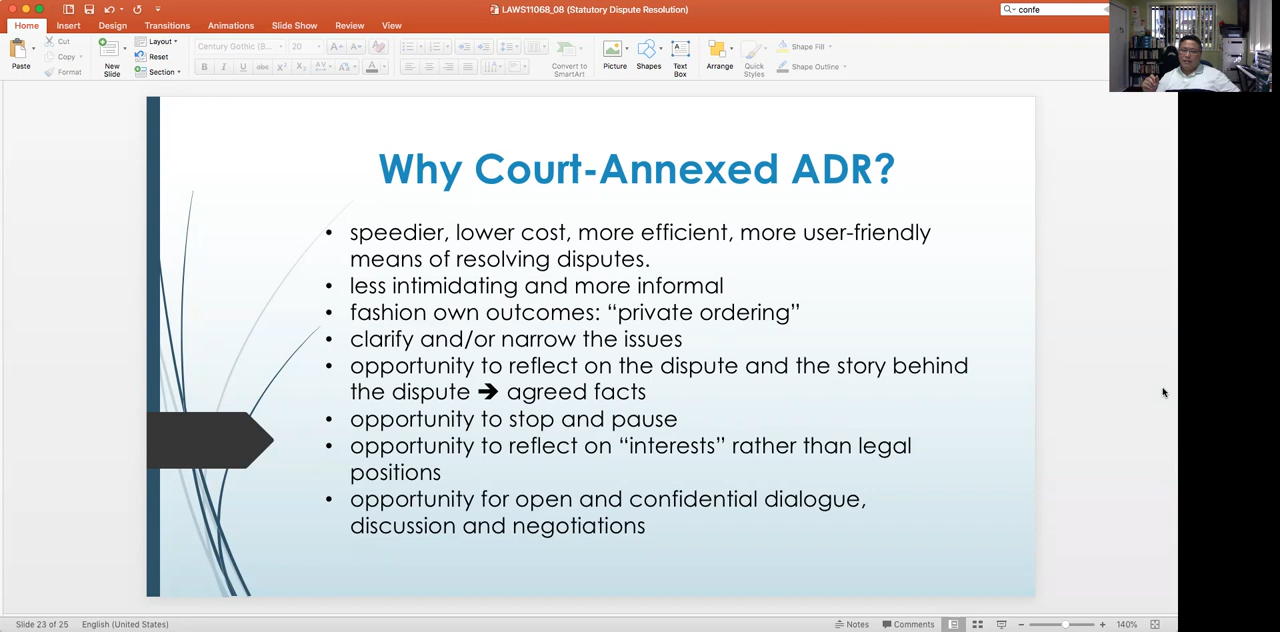 LAWS11068_08 (Statutory Dispute Resolution)
confe
Home Insert Design Transitions Animations Slide Show Review View
Paste
Cut
Copy
Format
New Slide
Layout
Reset
Section
Century Gothic (B... 20
Convert to SmartArt
Picture Shapes Text Box Arrange Quick Styles
Shape Fill
Shape Outline
Why Court-Annexed ADR?
• speedier, lower cost, more efficient, more user-friendly
means of resolving disputes.
• less intimidating and more informal
• fashion own outcomes: “private ordering”
• clarify and/or narrow the issues
• opportunity to reflect on the dispute and the story behind
the dispute ➔ agreed facts
• opportunity to stop and pause
• opportunity to reflect on “interests” rather than legal
positions
• opportunity for open and confidential dialogue,
discussion and negotiations
Slide 23 of 25 English (United States) Notes Comments 140%